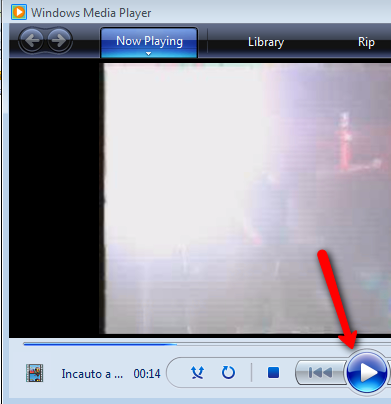 Windows Media Player
Now Playing Library Rip
Incauto a ... 00:14